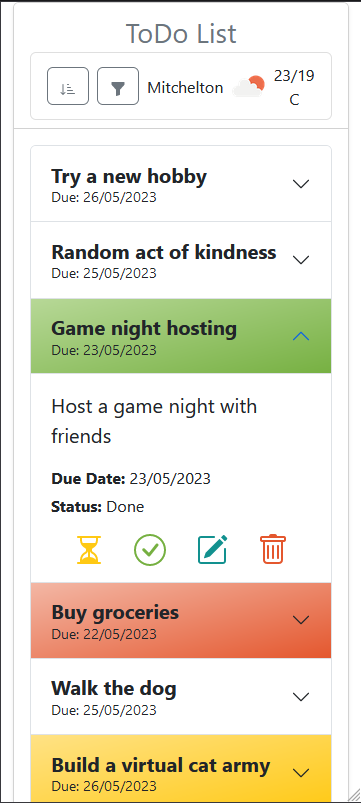 ToDo List
Mitchelton
23/19
C
Try a new hobby
Due: 26/05/2023
Random act of kindness
Due: 25/05/2023
Game night hosting
Due: 23/05/2023
Host a game night with
friends
Due Date: 23/05/2023
Status: Done
Buy groceries
Due: 22/05/2023
Walk the dog
Due: 25/05/2023
Build a virtual cat army
Due: 26/05/2023